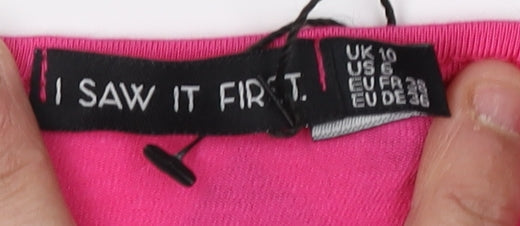 I SAW IT FIRST.
UK 10
US 6
EU FR 38
EU DE 36